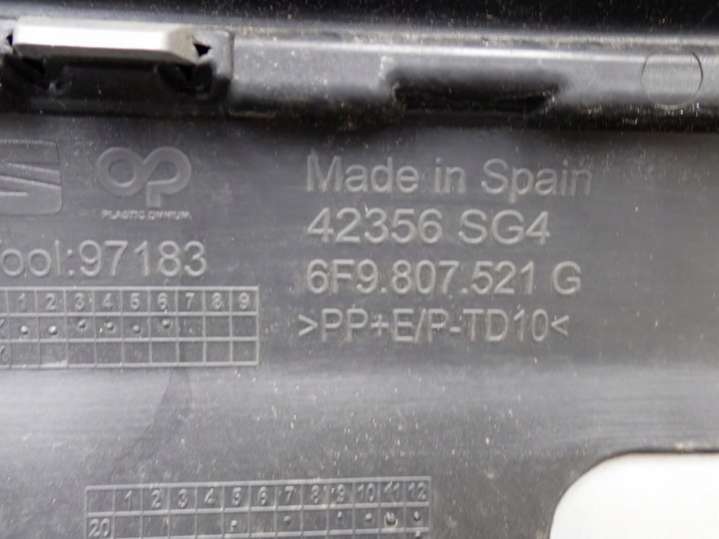 Made in Spain
PLASTIC OMNIUM
42356 SG4
Tool:97183
6F9.807.521 G
1 2 3 4 5 6 7 8 9
>PP+E/P-TD10<
1 2 3 4 5 6 7 8 9 10 11 12
20